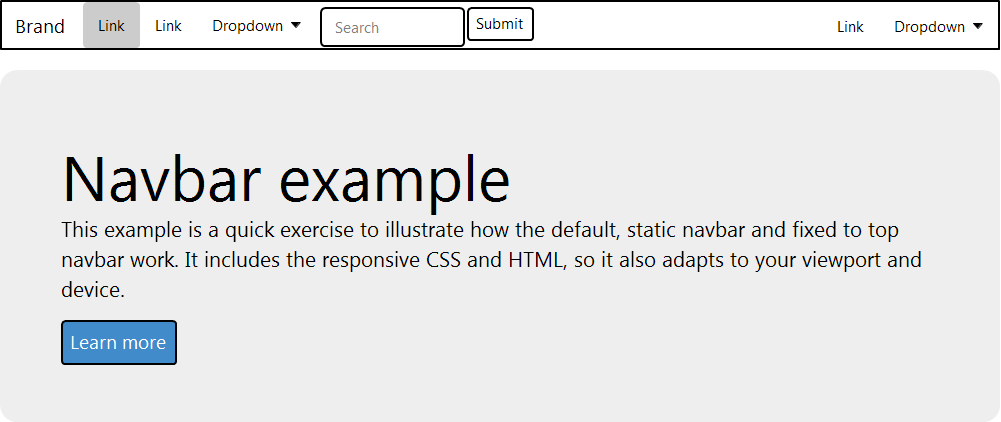 Brand Link Link Dropdown Search Submit Link Dropdown
Navbar example
This example is a quick exercise to illustrate how the default, static navbar and fixed to top
navbar work. It includes the responsive CSS and HTML, so it also adapts to your viewport and
device.
Learn more